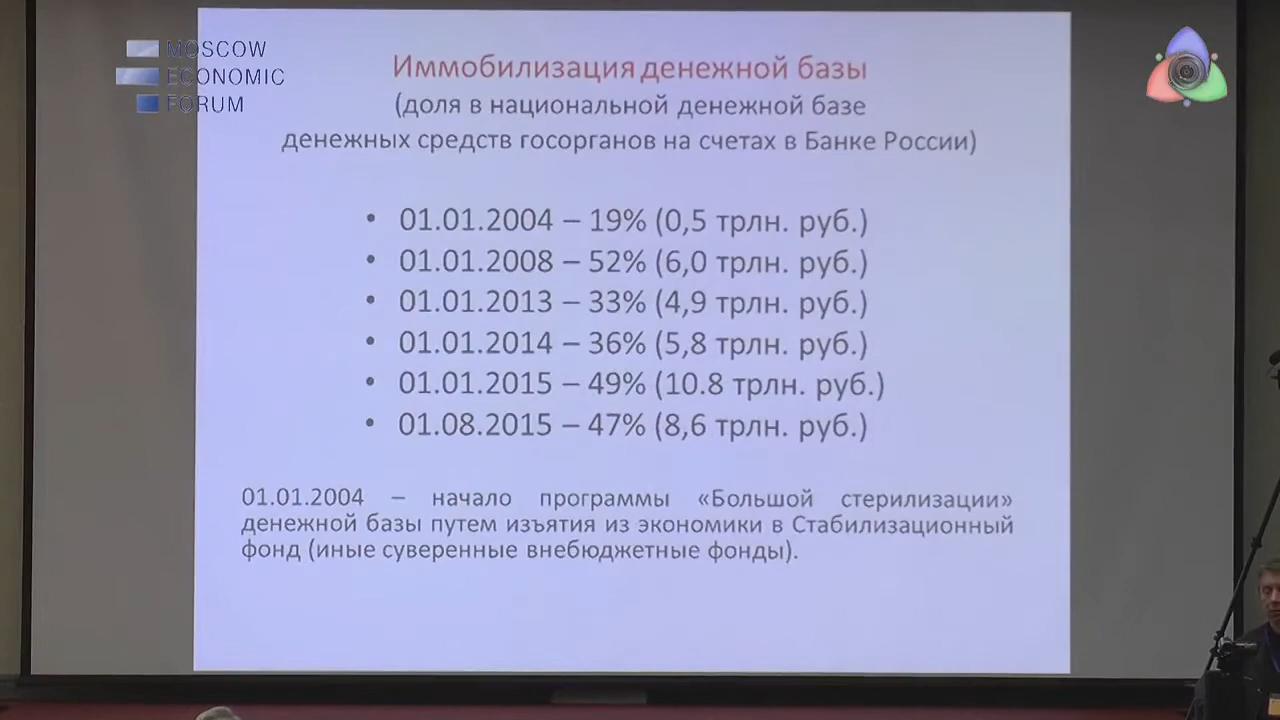 MOSCOW
ECONOMIC
FORUM
Иммобилизация денежной базы
(доля в национальной денежной базе
денежных средств госорганов на счетах в Банке России)
• 01.01.2004 – 19% (0,5 трлн. руб.)
• 01.01.2008 – 52% (6,0 трлн. руб.)
• 01.01.2013 – 33% (4,9 трлн. руб.)
• 01.01.2014 – 36% (5,8 трлн. руб.)
• 01.01.2015 – 49% (10.8 трлн. руб.)
• 01.08.2015 – 47% (8,6 трлн. руб.)
01.01.2004 – начало программы «Большой стерилизации»
денежной базы путем изъятия из экономики в Стабилизационный
фонд (иные суверенные внебюджетные фонды).